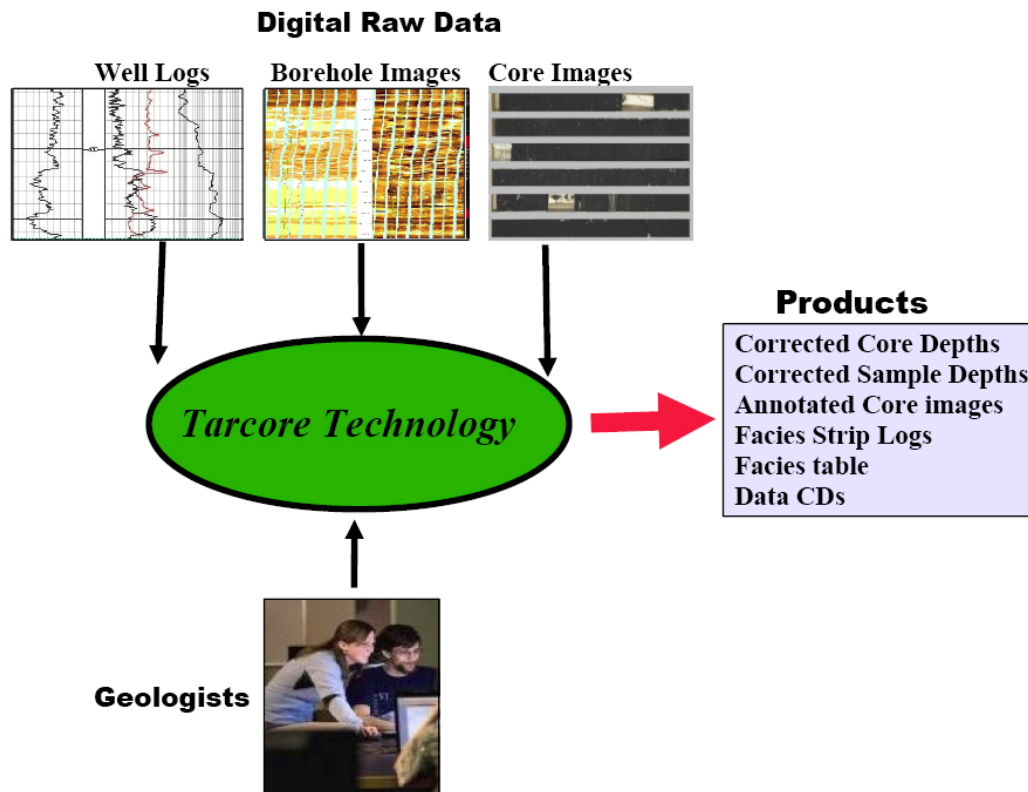 Digital Raw Data
Well Logs
Borehole Images
Core Images
Products
Corrected Core Depths
Corrected Sample Depths
Annotated Core images
Facies Strip Logs
Facies table
Data CDs
Tarcore Technology
Geologists